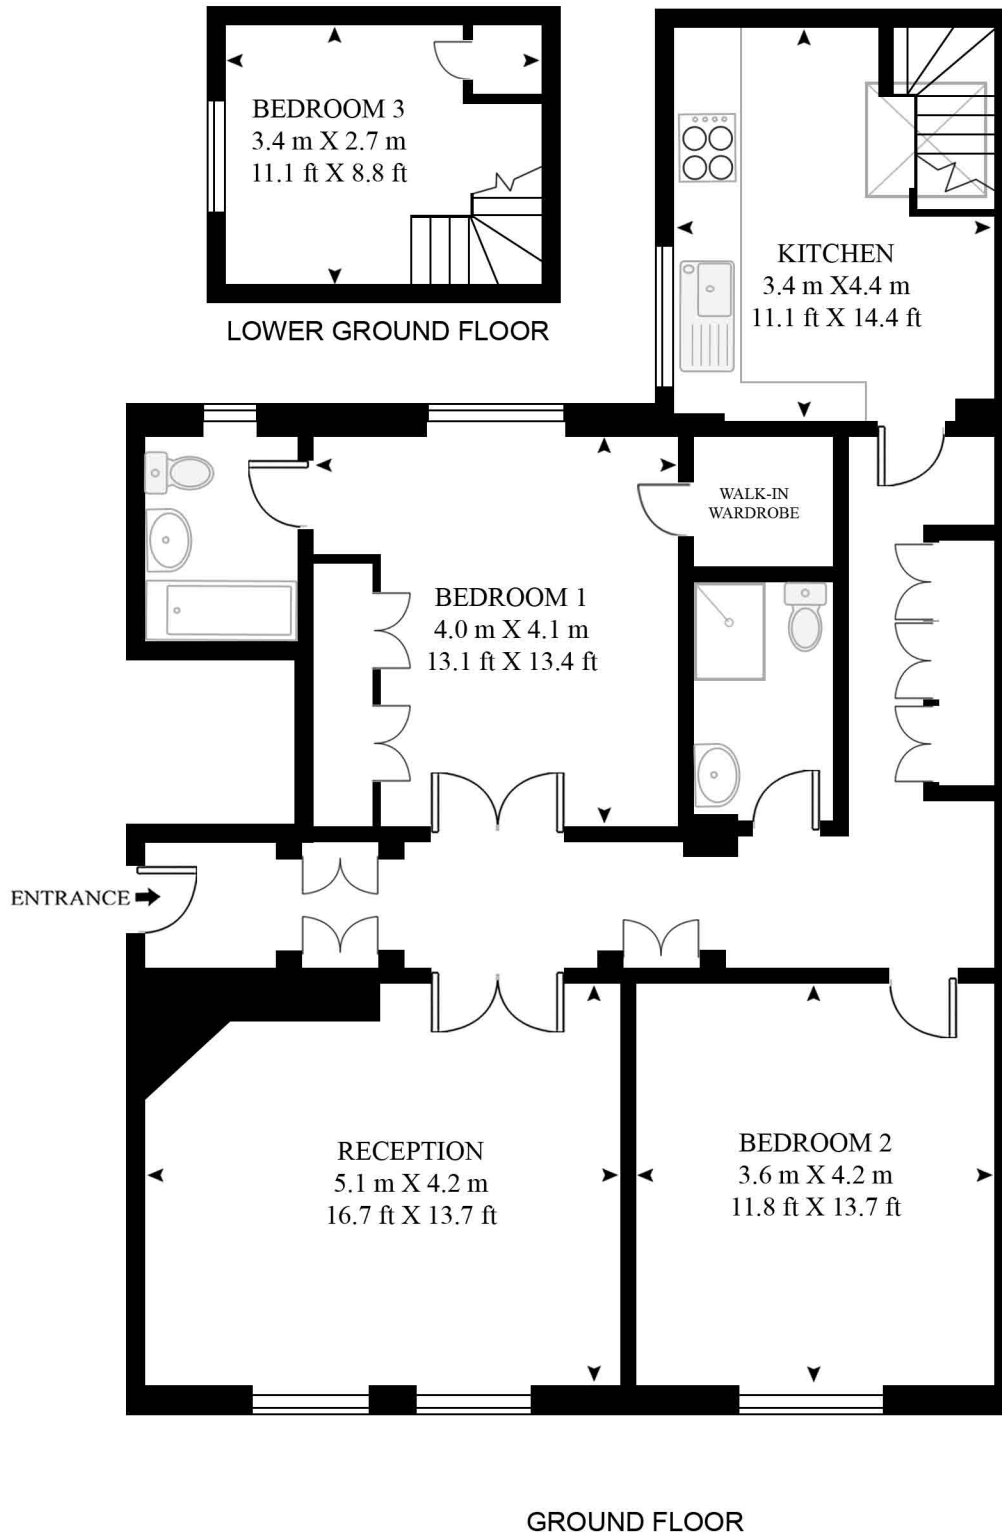 BEDROOM 3
3.4 m X 2.7 m
11.1 ft X 8.8 ft
LOWER GROUND FLOOR
KITCHEN
3.4 m X4.4 m
11.1 ft X 14.4 ft
WALK-IN
WARDROBE
BEDROOM 1
4.0 m X 4.1 m
13.1 ft X 13.4 ft
ENTRANCE
RECEPTION
5.1 m X 4.2 m
16.7 ft X 13.7 ft
BEDROOM 2
3.6 m X 4.2 m
11.8 ft X 13.7 ft
GROUND FLOOR